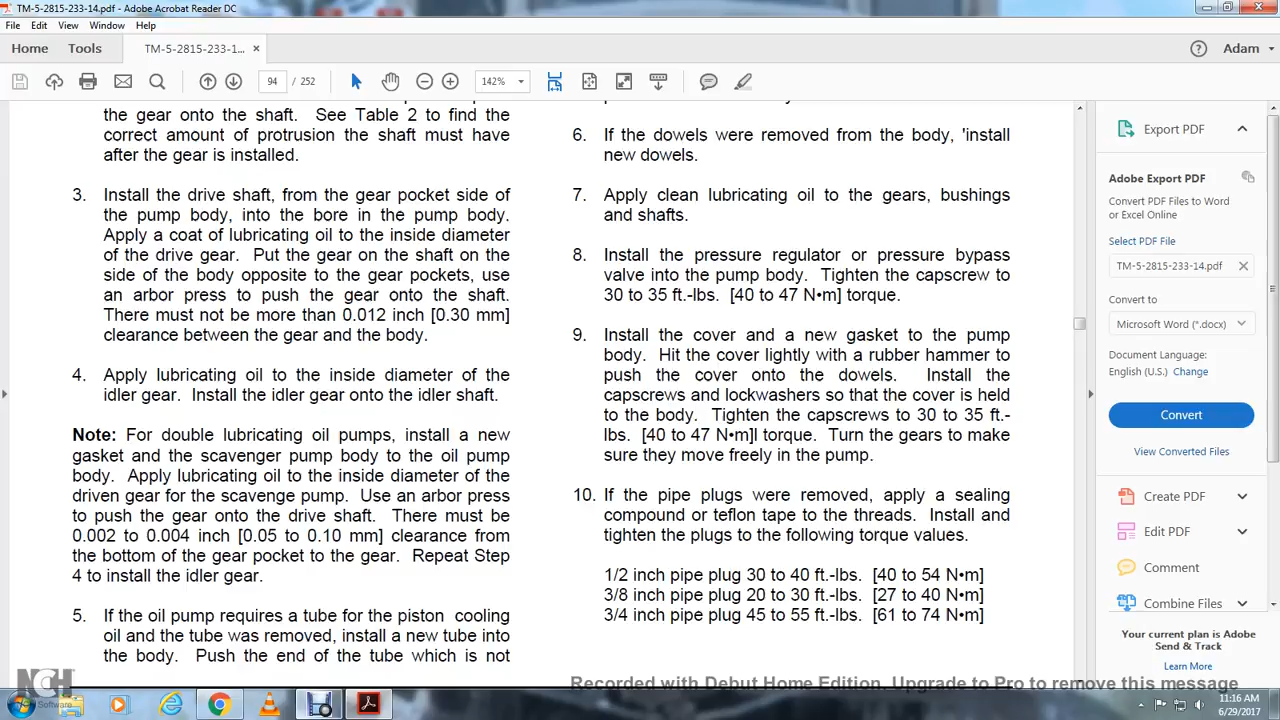 TM-5-2815-233-14.pdf - Adobe Acrobat Reader DC
File Edit View Window Help
Home Tools TM-5-2815-233-1... × Adam
94 / 252 142%
the gear onto the shaft. See Table 2 to find the
correct amount of protrusion the shaft must have
after the gear is installed.
3. Install the drive shaft, from the gear pocket side of
the pump body, into the bore in the pump body.
Apply a coat of lubricating oil to the inside diameter
of the drive gear. Put the gear on the shaft on the
side of the body opposite to the gear pockets, use
an arbor press to push the gear onto the shaft.
There must not be more than 0.012 inch [0.30 mm]
clearance between the gear and the body.
4. Apply lubricating oil to the inside diameter of the
idler gear. Install the idler gear onto the idler shaft.
Note: For double lubricating oil pumps, install a new
gasket and the scavenger pump body to the oil pump
body. Apply lubricating oil to the inside diameter of the
driven gear for the scavenge pump. Use an arbor press
to push the gear onto the drive shaft. There must be
0.002 to 0.004 inch [0.05 to 0.10 mm] clearance from
the bottom of the gear pocket to the gear. Repeat Step
4 to install the idler gear.
5. If the oil pump requires a tube for the piston cooling
oil and the tube was removed, install a new tube into
the body. Push the end of the tube which is not
6. If the dowels were removed from the body, 'install
new dowels.
7. Apply clean lubricating oil to the gears, bushings
and shafts.
8. Install the pressure regulator or pressure bypass
valve into the pump body. Tighten the capscrew to
30 to 35 ft.-lbs. [40 to 47 N•m] torque.
9. Install the cover and a new gasket to the pump
body. Hit the cover lightly with a rubber hammer to
push the cover onto the dowels. Install the
capscrews and lockwashers so that the cover is held
to the body. Tighten the capscrews to 30 to 35 ft.-
lbs. [40 to 47 N•m]l torque. Turn the gears to make
sure they move freely in the pump.
10. If the pipe plugs were removed, apply a sealing
compound or teflon tape to the threads. Install and
tighten the plugs to the following torque values.
1/2 inch pipe plug 30 to 40 ft.-lbs. [40 to 54 N•m]
3/8 inch pipe plug 20 to 30 ft.-lbs. [27 to 40 N•m]
3/4 inch pipe plug 45 to 55 ft.-lbs. [61 to 74 N•m]
Export PDF
Adobe Export PDF
Convert PDF Files to Word
or Excel Online
Select PDF File
TM-5-2815-233-14.pdf
Convert to
Microsoft Word (*.docx)
Document Language:
English (U.S.) Change
Convert
View Converted Files
Create PDF
Edit PDF
Comment
Combine Files
Your current plan is Adobe
Send & Track
Learn More
NCH
Software
Recorded with Debut Home Edition. Upgrade to Pro to remove this message
11:16 AM
6/29/2017